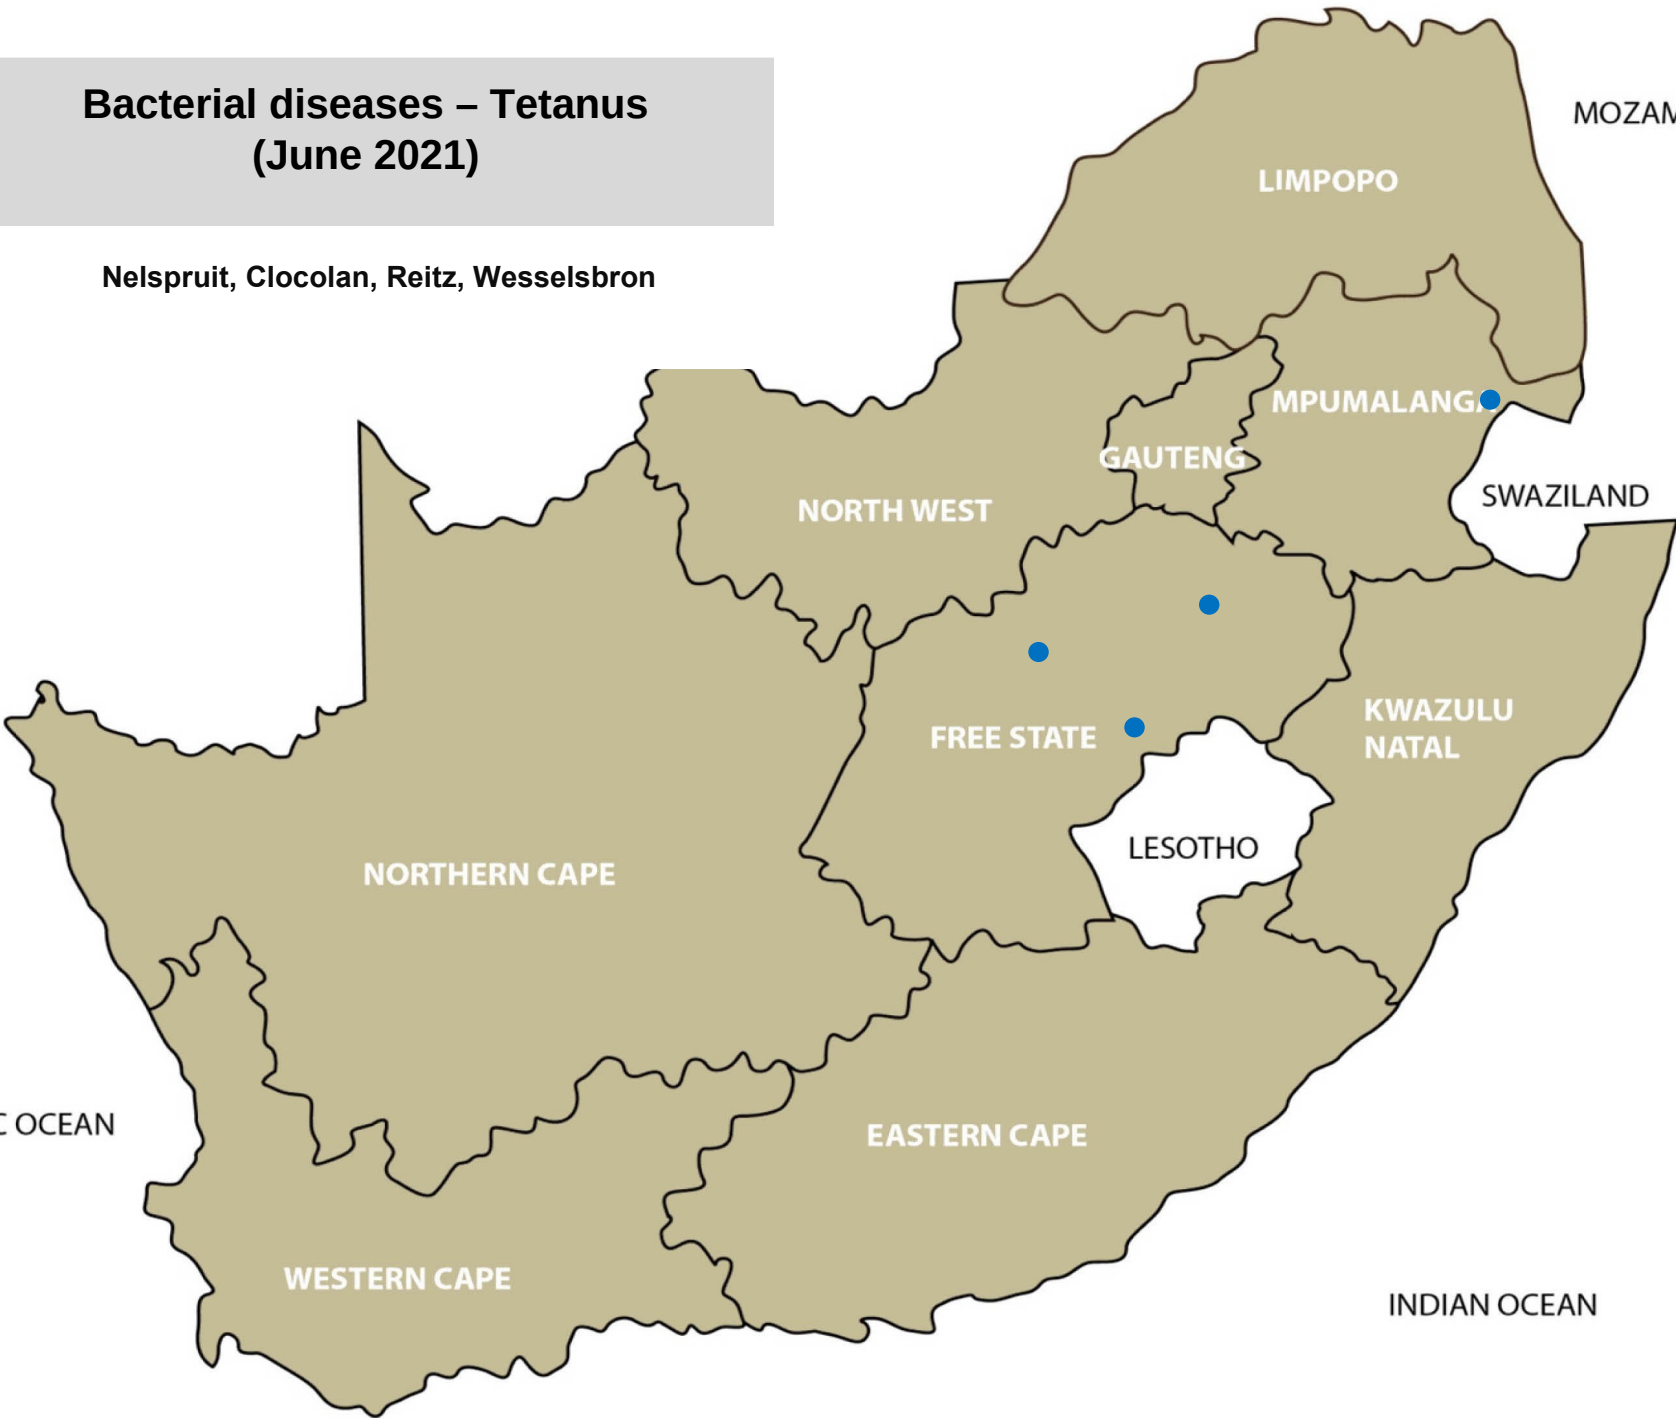 Bacterial diseases – Tetanus
(June 2021)
Nelspruit, Clocolan, Reitz, Wesselsbron
MOZAM
LIMPOPO
MPUMALANGA
GAUTENG
SWAZILAND
NORTH WEST
KWAZULU
NATAL
FREE STATE
LESOTHO
NORTHERN CAPE
C OCEAN
EASTERN CAPE
WESTERN CAPE
INDIAN OCEAN